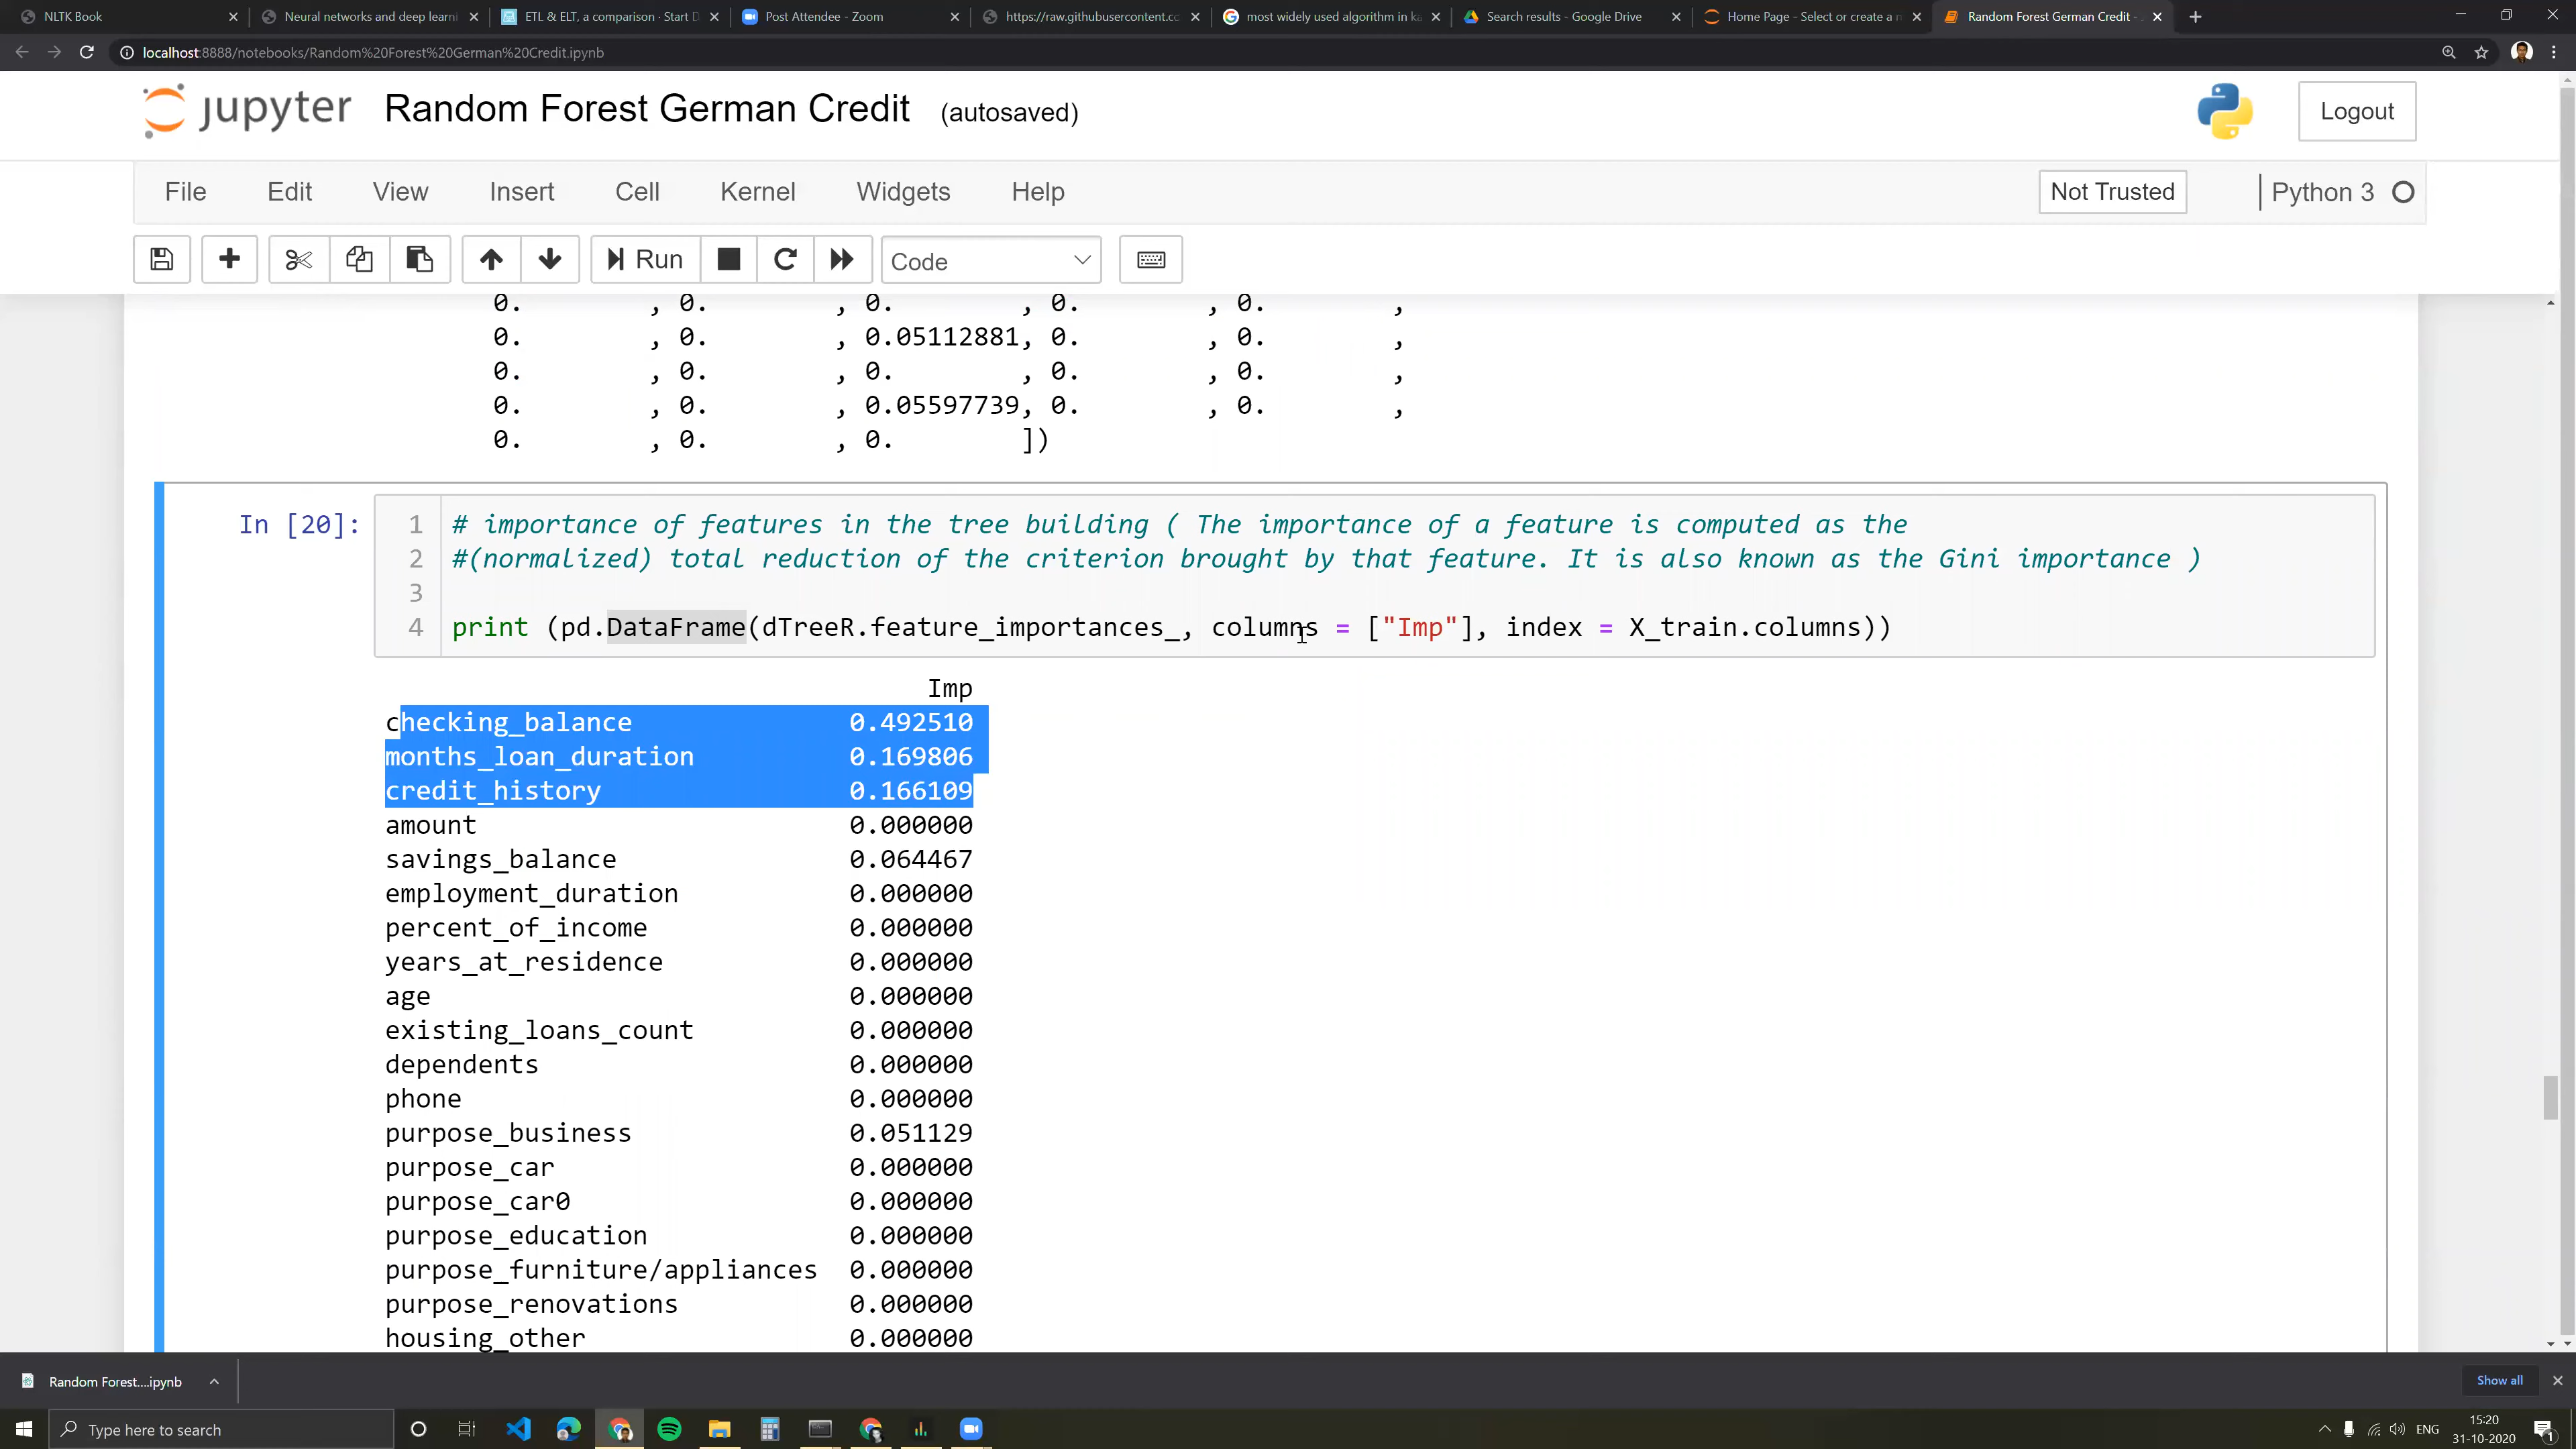 NLTK Book
Neural networks and deep learni
ETL & ELT, a comparison · Start D
Post Attendee - Zoom
https://raw.githubusercontent.co
most widely used algorithm in ka
Search results - Google Drive
Home Page - Select or create a n
Random Forest German Credit -
localhost:8888/notebooks/Random%20Forest%20German%20Credit.ipynb
jupyter Random Forest German Credit (autosaved)
Logout
File Edit View Insert Cell Kernel Widgets Help
Not Trusted
Python 3
Run
Code
0. , 0. , 0. , 0. , 0. ,
0. , 0. , 0.05112881, 0. , 0. ,
0. , 0. , 0. , 0. , 0. ,
0. , 0. , 0.05597739, 0. , 0. ,
0. , 0. , 0. ])
In [20]:
1 # importance of features in the tree building ( The importance of a feature is computed as the
2 #(normalized) total reduction of the criterion brought by that feature. It is also known as the Gini importance )
3
4 print (pd.DataFrame(dTreeR.feature_importances_, columns = ["Imp"], index = X_train.columns))
Imp
checking_balance 0.492510
months_loan_duration 0.169806
credit_history 0.166109
amount 0.000000
savings_balance 0.064467
employment_duration 0.000000
percent_of_income 0.000000
years_at_residence 0.000000
age 0.000000
existing_loans_count 0.000000
dependents 0.000000
phone 0.000000
purpose_business 0.051129
purpose_car 0.000000
purpose_car0 0.000000
purpose_education 0.000000
purpose_furniture/appliances 0.000000
purpose_renovations 0.000000
housing_other 0.000000
Random Forest....ipynb
Show all
Type here to search
ENG
15:20
31-10-2020
1